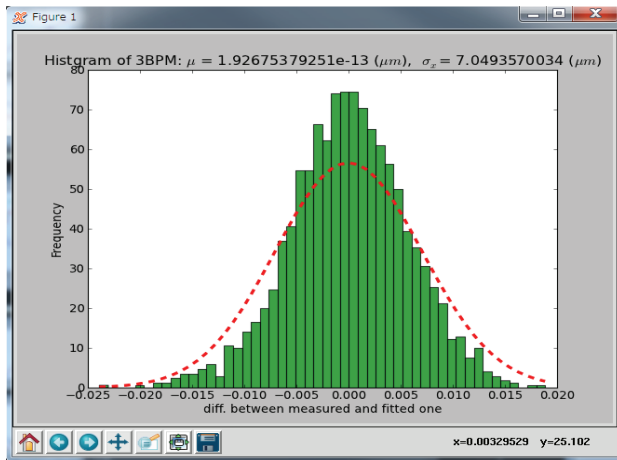 Figure 1
Histgram of 3BPM: μ = 1.92675379251e-13 (μm), σx = 7.0493570034 (μm)
80
70
60
50
40
30
20
10
0
Frequency
−0.025 −0.020 −0.015 −0.010 −0.005 0.000 0.005 0.010 0.015 0.020
diff. between measured and fitted one
x=0.00329529 y=25.102